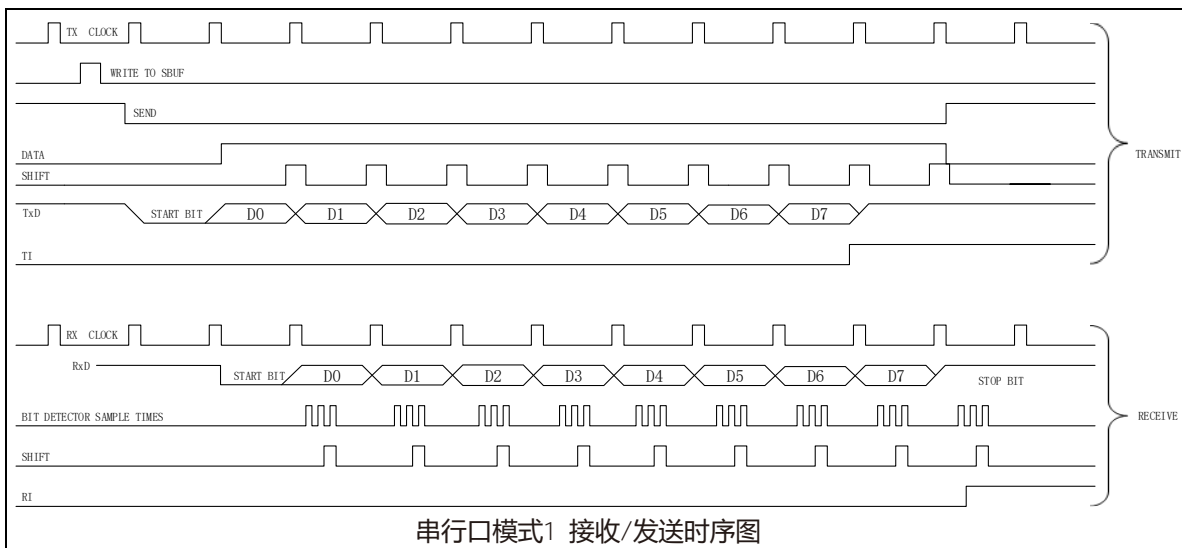 TX CLOCK
WRITE TO SBUF
SEND
DATA
SHIFT
TxD START BIT D0 D1 D2 D3 D4 D5 D6 D7
TI
TRANSMIT
RX CLOCK
RxD START BIT D0 D1 D2 D3 D4 D5 D6 D7 STOP BIT
BIT DETECTOR SAMPLE TIMES
SHIFT
RI
RECEIVE
串行口模式1 接收/发送时序图